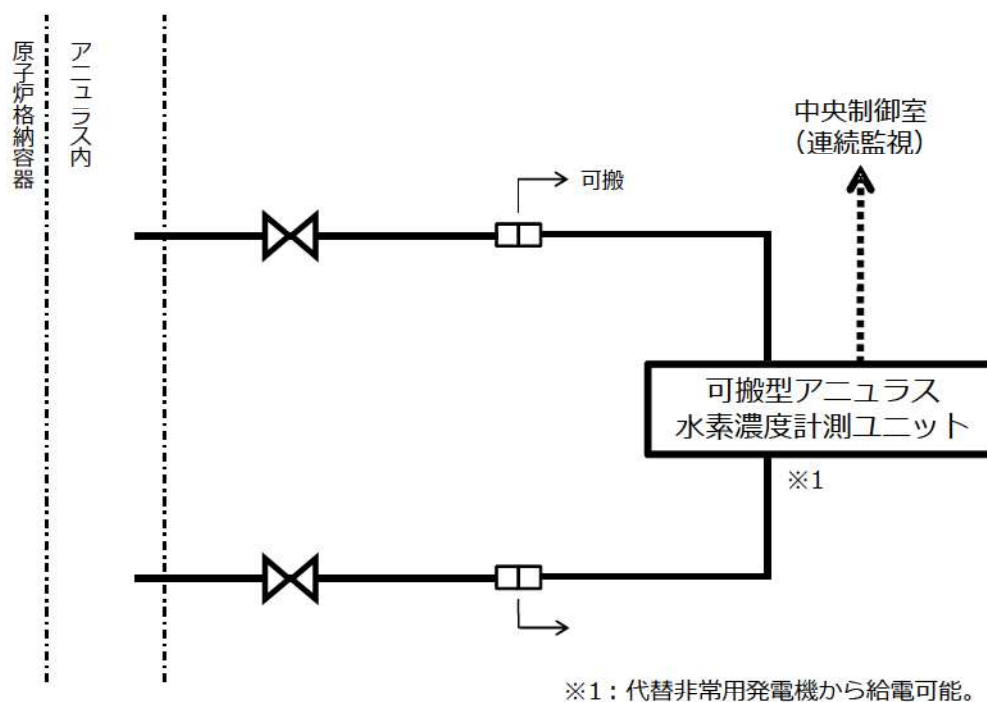 原子炉格納容器
アニュラス内
中央制御室
（連続監視）
可搬
可搬型アニュラス
水素濃度計測ユニット
※1
※1：代替非常用発電機から給電可能。